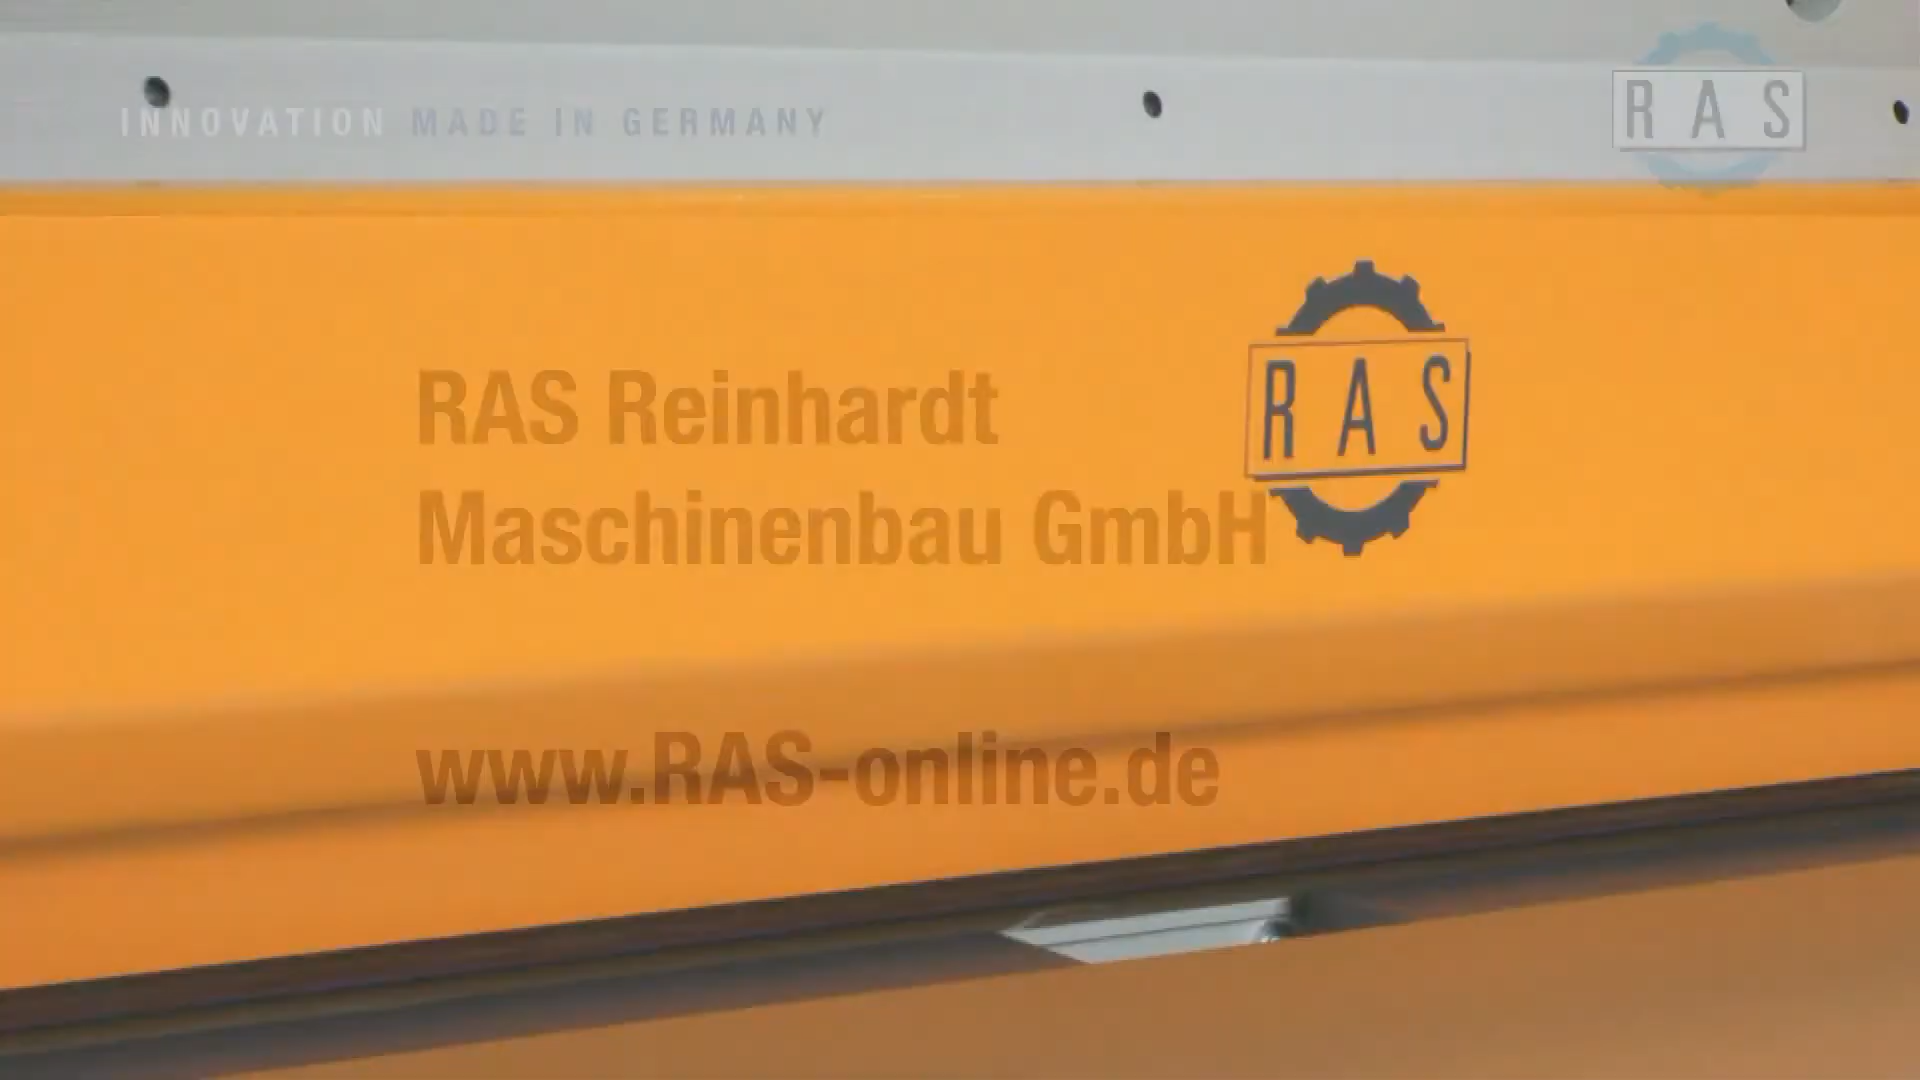 INNOVATION MADE IN GERMANY
RAS
RAS
RAS Reinhardt
Maschinenbau GmbH
www.RAS-online.de